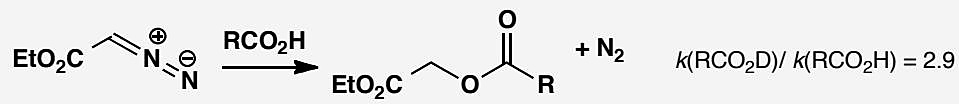 EtO₂C N⊕ N⊖ RCO₂H EtO₂C O O R + N₂ k(RCO₂D)/ k(RCO₂H) = 2.9